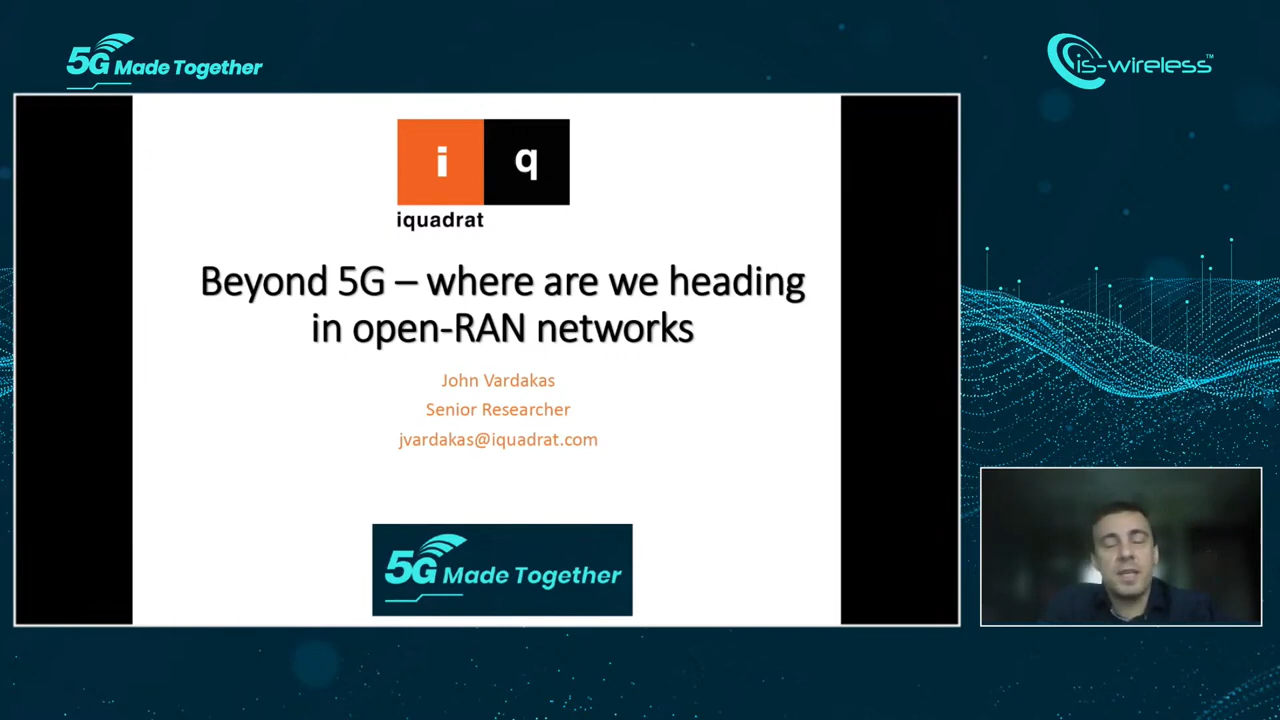 5G Made Together
is-wireless™
i q
iquadrat
Beyond 5G – where are we heading
in open-RAN networks
John Vardakas
Senior Researcher
jvardakas@iquadrat.com
5G Made Together